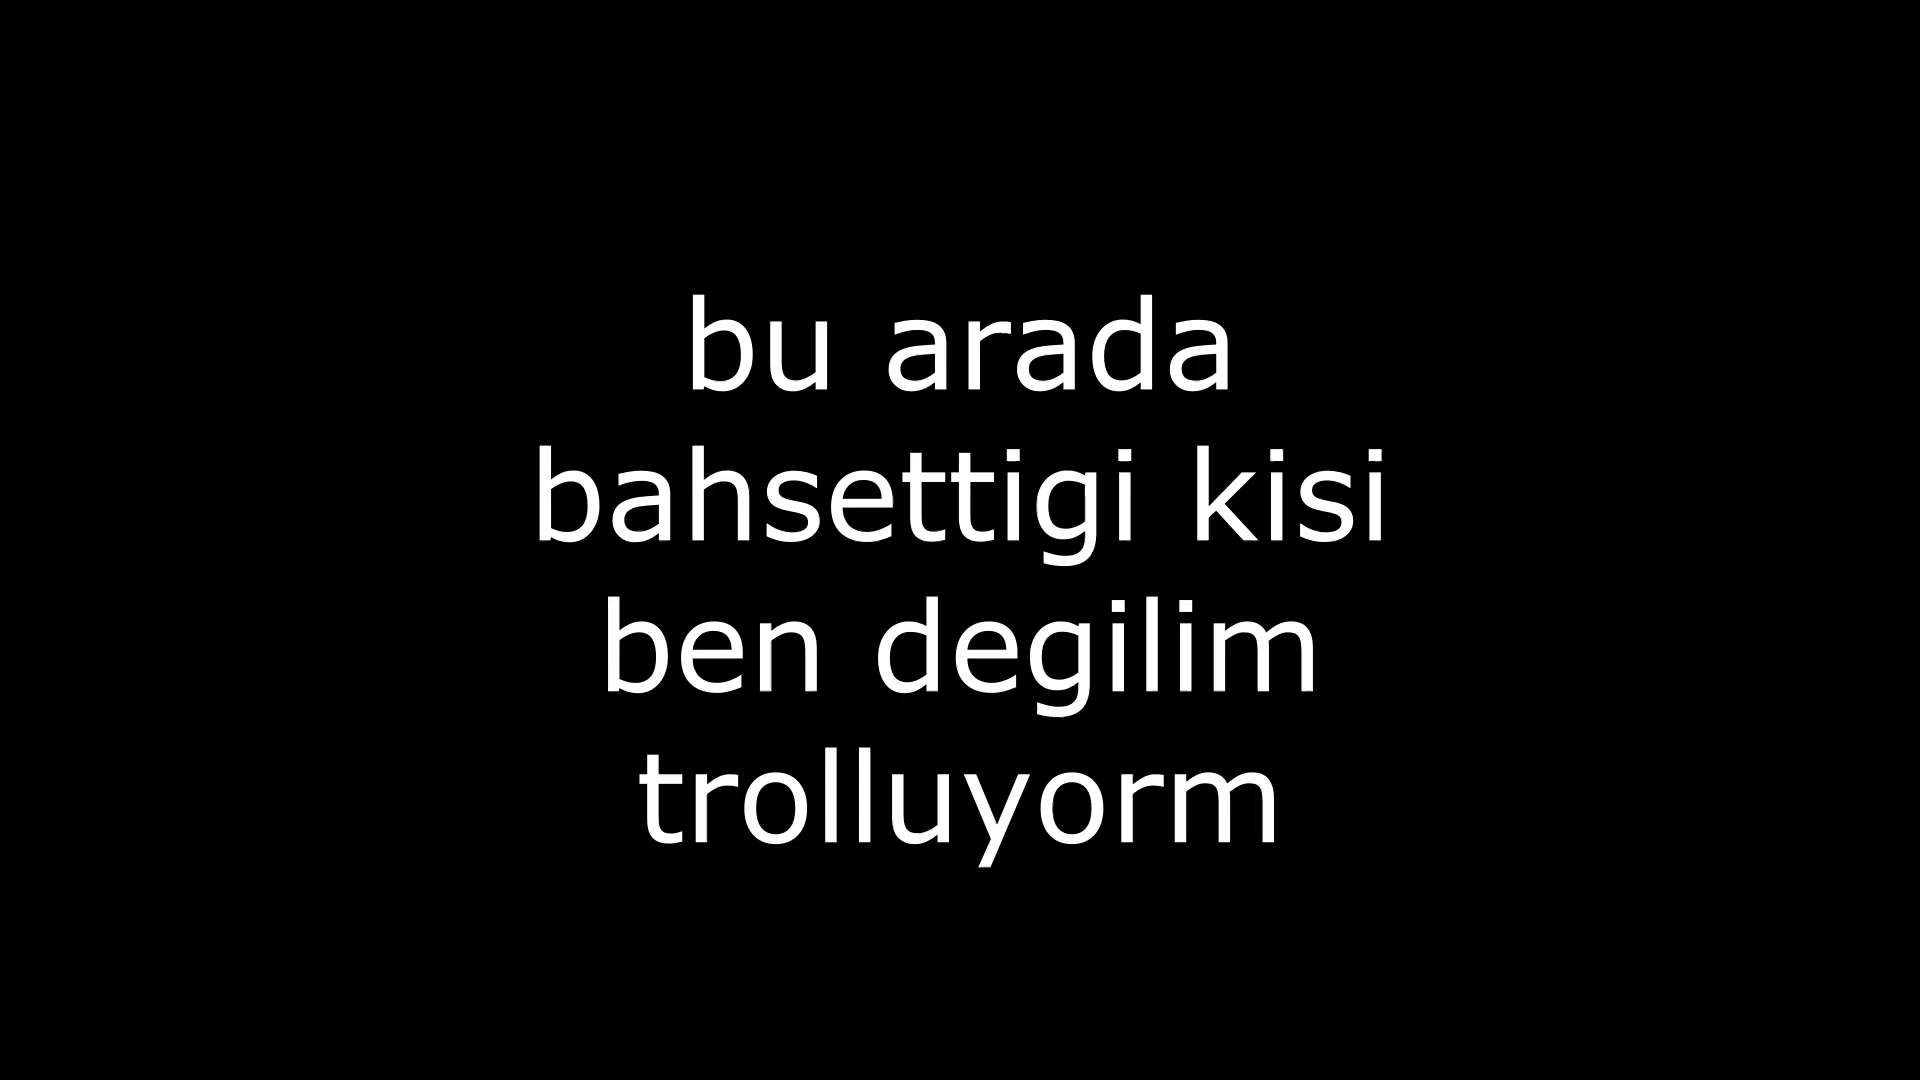 bu arada
bahsettigi kisi
ben degilim
trolluyorm